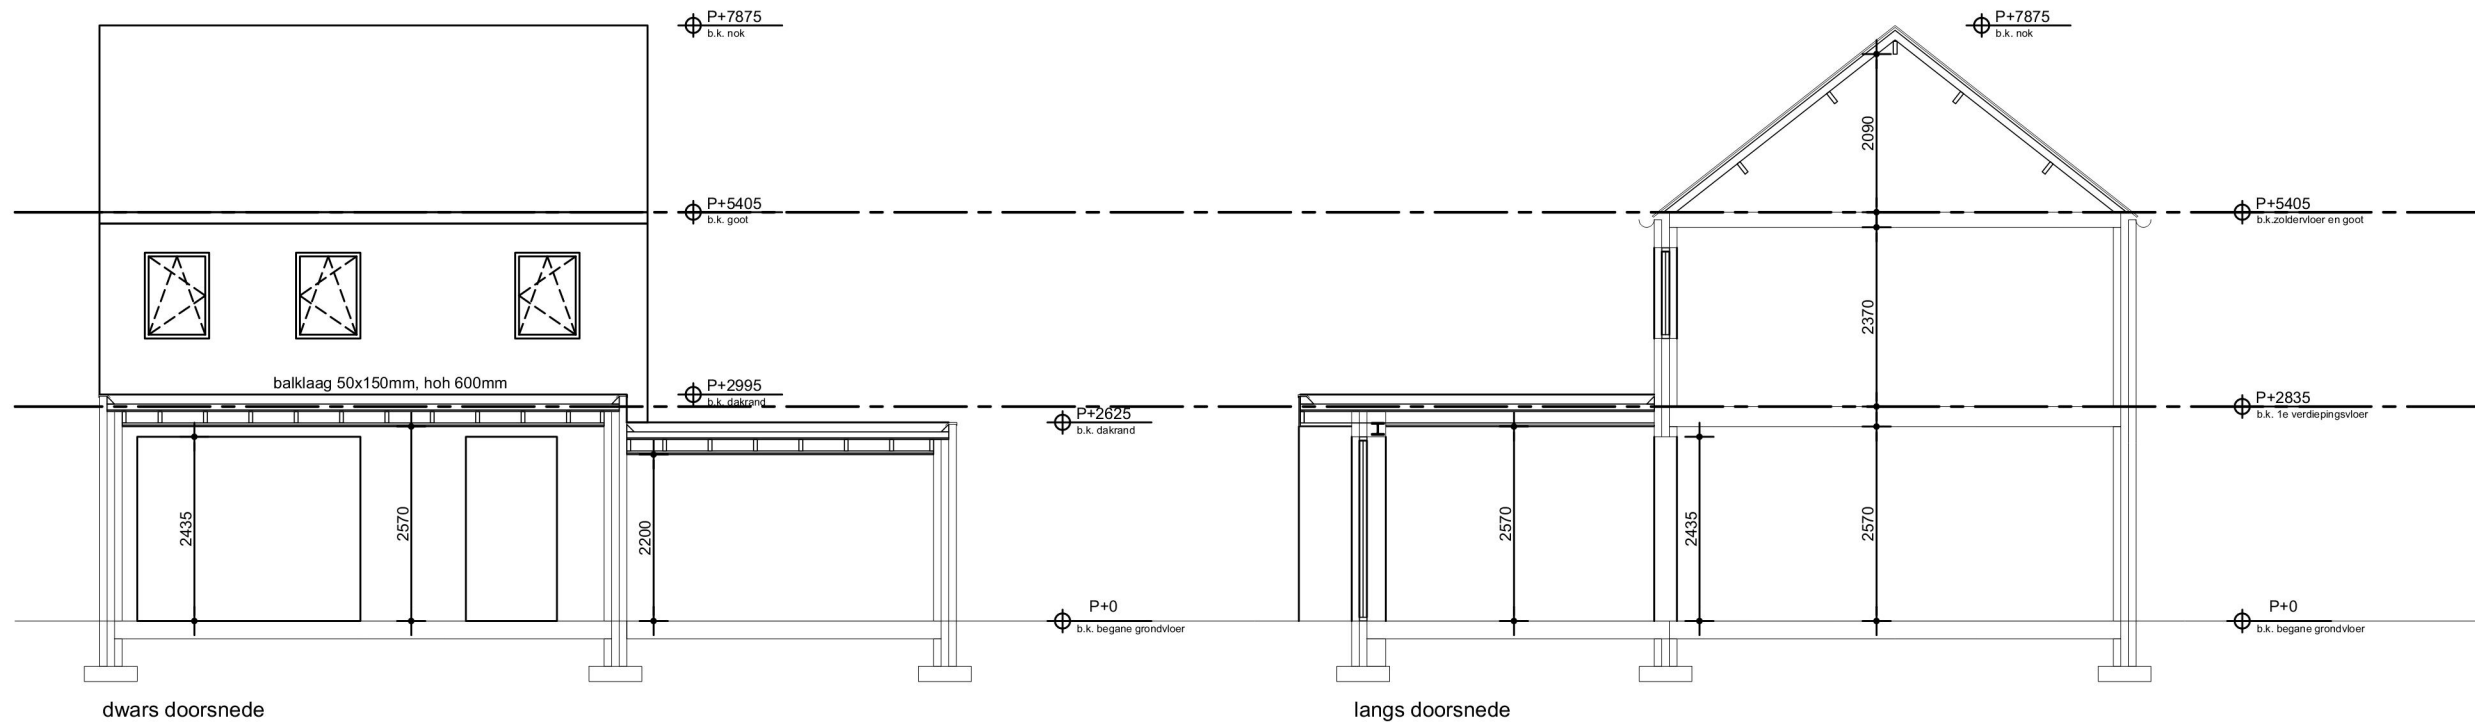 P+7875
b.k. nok
P+5405
b.k. goot
balklaag 50x150mm, hoh 600mm
P+2995
b.k. dakrand
P+2625
b.k. dakrand
2435
2570
2200
P+0
b.k. begane grondvloer
dwars doorsnede
P+7875
b.k. nok
2090
P+5405
b.k.zoldervloer en goot
2370
P+2835
b.k. 1e verdiepingsvloer
2570
2435
2570
P+0
b.k. begane grondvloer
langs doorsnede